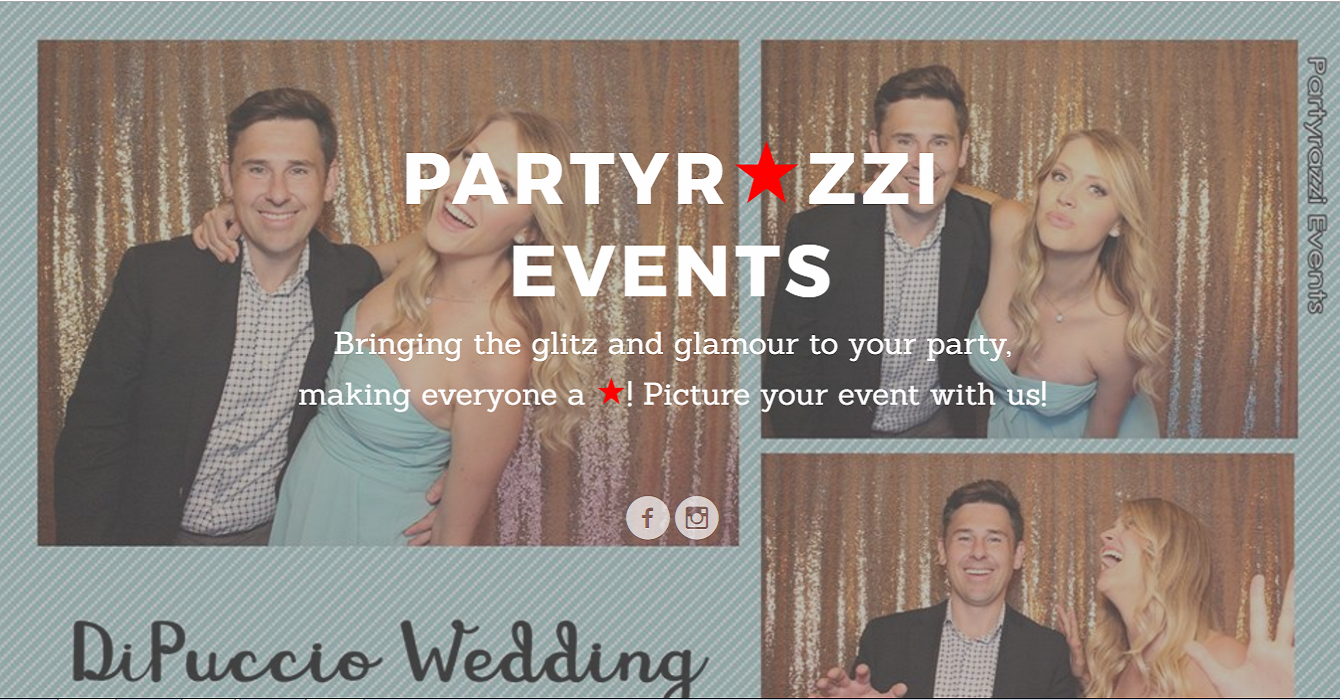 PARTYR★ZZI
EVENTS
Bringing the glitz and glamour to your party,
making everyone a ★! Picture your event with us!
f
DiPuccio Wedding
Partyrazzi Events